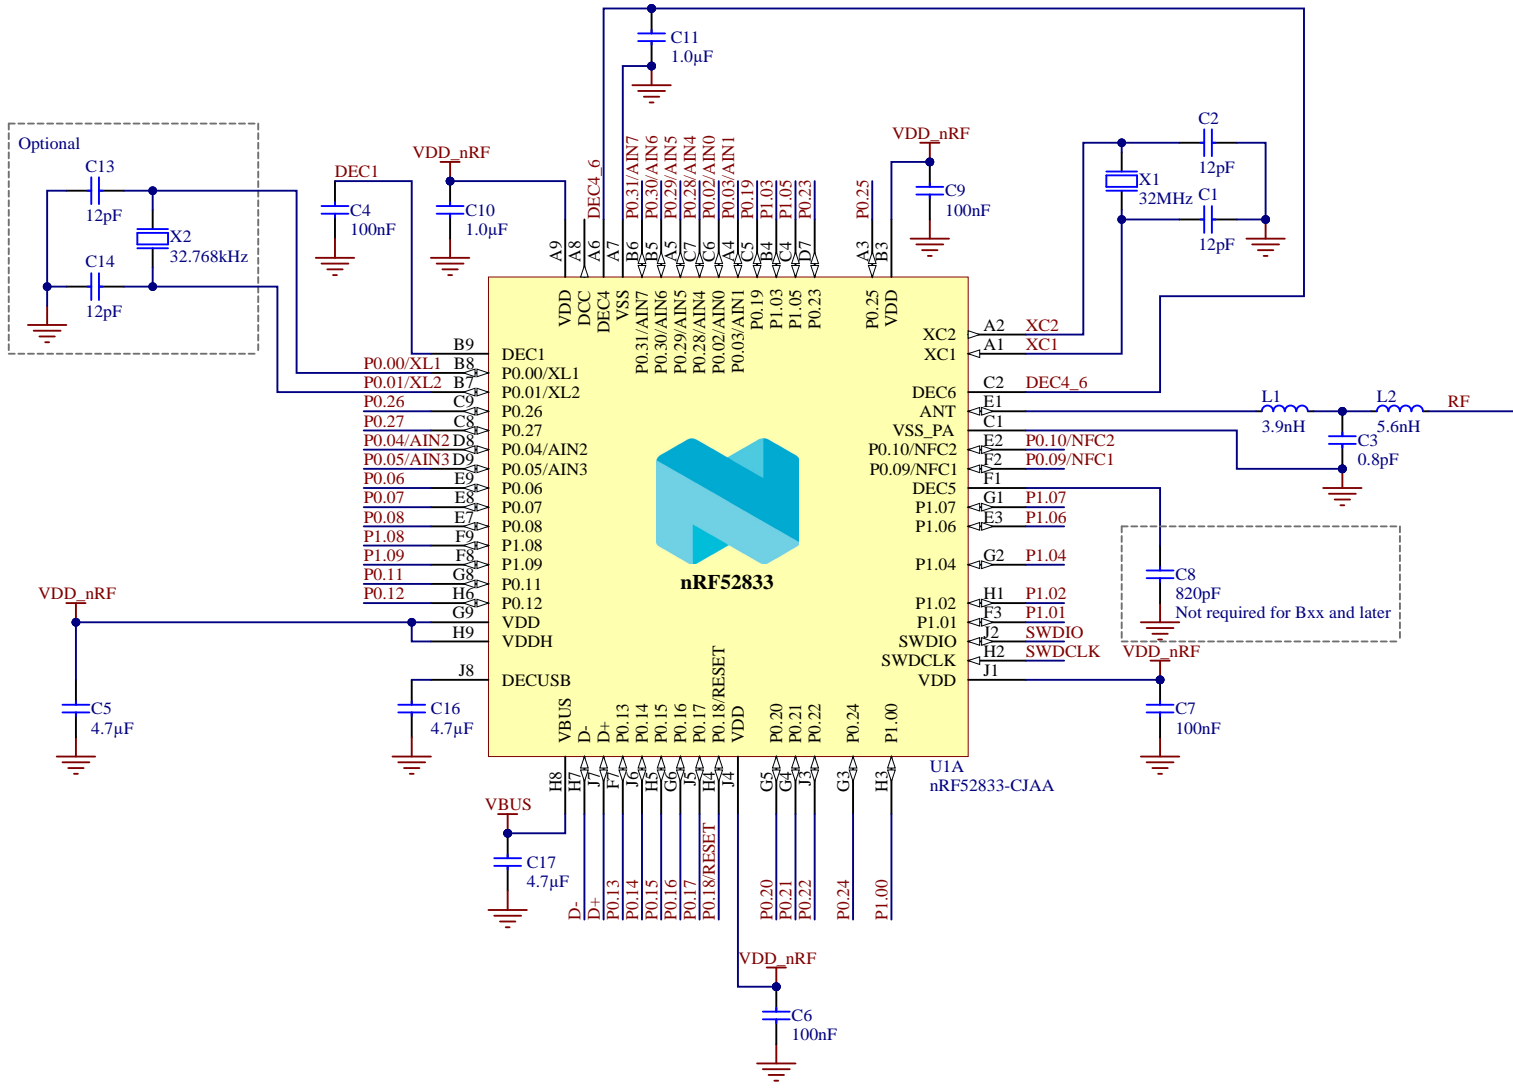 C11
1.0µF
Optional
C13
12pF
X2
32.768kHz
C14
12pF
DEC1
C4
100nF
VDD_nRF
C10
1.0µF
DEC4_6
P0.31/AIN7
P0.30/AIN6
P0.29/AIN5
P0.28/AIN4
P0.02/AIN0
P0.03/AIN1
P0.19
P1.03
P1.05
P0.23
P0.25
VDD_nRF
C9
100nF
C2
12pF
X1
32MHz
C1
12pF
A9
A8
A6
A7
B6
B5
A5
C7
C6
A4
C5
B4
C4
D7
A3
B3
VDD
DCC
DEC4
VSS
P0.31/AIN7
P0.30/AIN6
P0.29/AIN5
P0.28/AIN4
P0.02/AIN0
P0.03/AIN1
P0.19
P1.03
P1.05
P0.23
P0.25
VDD
B9 DEC1
P0.00/XL1 B8 P0.00/XL1
P0.01/XL2 B7 P0.01/XL2
P0.26 C9 P0.26
P0.27 C8 P0.27
P0.04/AIN2 D8 P0.04/AIN2
P0.05/AIN3 D9 P0.05/AIN3
P0.06 E9 P0.06
P0.07 E8 P0.07
P0.08 E7 P0.08
P1.08 F9 P1.08
P1.09 F8 P1.09
P0.11 G8 P0.11
P0.12 H6 P0.12
G9 VDD
H9 VDDH
J8 DECUSB
VDD_nRF
C5
4.7µF
C16
4.7µF
nRF52833
XC2 A2 XC2
XC1 A1 XC1
DEC6 C2 DEC4_6
ANT E1
VSS_PA C1
P0.10/NFC2 E2 P0.10/NFC2
P0.09/NFC1 F2 P0.09/NFC1
DEC5 F1
P1.07 G1 P1.07
P1.06 E3 P1.06
P1.04 G2 P1.04
P1.02 H1 P1.02
P1.01 F3 P1.01
SWDIO J2 SWDIO
SWDCLK H2 SWDCLK
VDD J1
L1
3.9nH
L2
5.6nH
RF
C3
0.8pF
C8
820pF
Not required for Bxx and later
VDD_nRF
C7
100nF
VBUS
D-
D+
P0.13
P0.14
P0.15
P0.16
P0.17
P0.18/RESET
VDD
P0.20
P0.21
P0.22
P0.24
P1.00
U1A
nRF52833-CJAA
H8
H7
J7
F7
J6
H5
G6
J5
H4
J4
G5
G4
J3
G3
H3
VBUS
C17
4.7µF
D-
D+
P0.13
P0.14
P0.15
P0.16
P0.17
P0.18/RESET
P0.20
P0.21
P0.22
P0.24
P1.00
VDD_nRF
C6
100nF